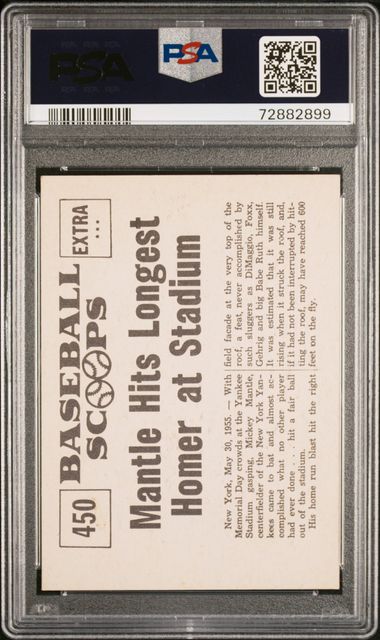 PSA
PSA
72882899
450
BASEBALL
SCOOPS
EXTRA
...
Mantle Hits Longest
Homer at Stadium
New York, May 30, 1955. — With
Memorial Day crowds at the Yankee
Stadium gasping, Mickey Mantle,
centerfielder of the New York Yan-
kees came to bat and almost ac-
complished what no other player
had ever done . . . hit a fair ball
out of the stadium.
His home run blast hit the right
field facade at the very top of the
roof, a feat never accomplished by
such sluggers as DiMaggio, Foxx,
Gehrig and big Babe Ruth himself.
It was estimated that it was still
rising when it struck the roof, and,
if it had not been interrupted by hit-
ting the roof, may have reached 600
feet on the fly.